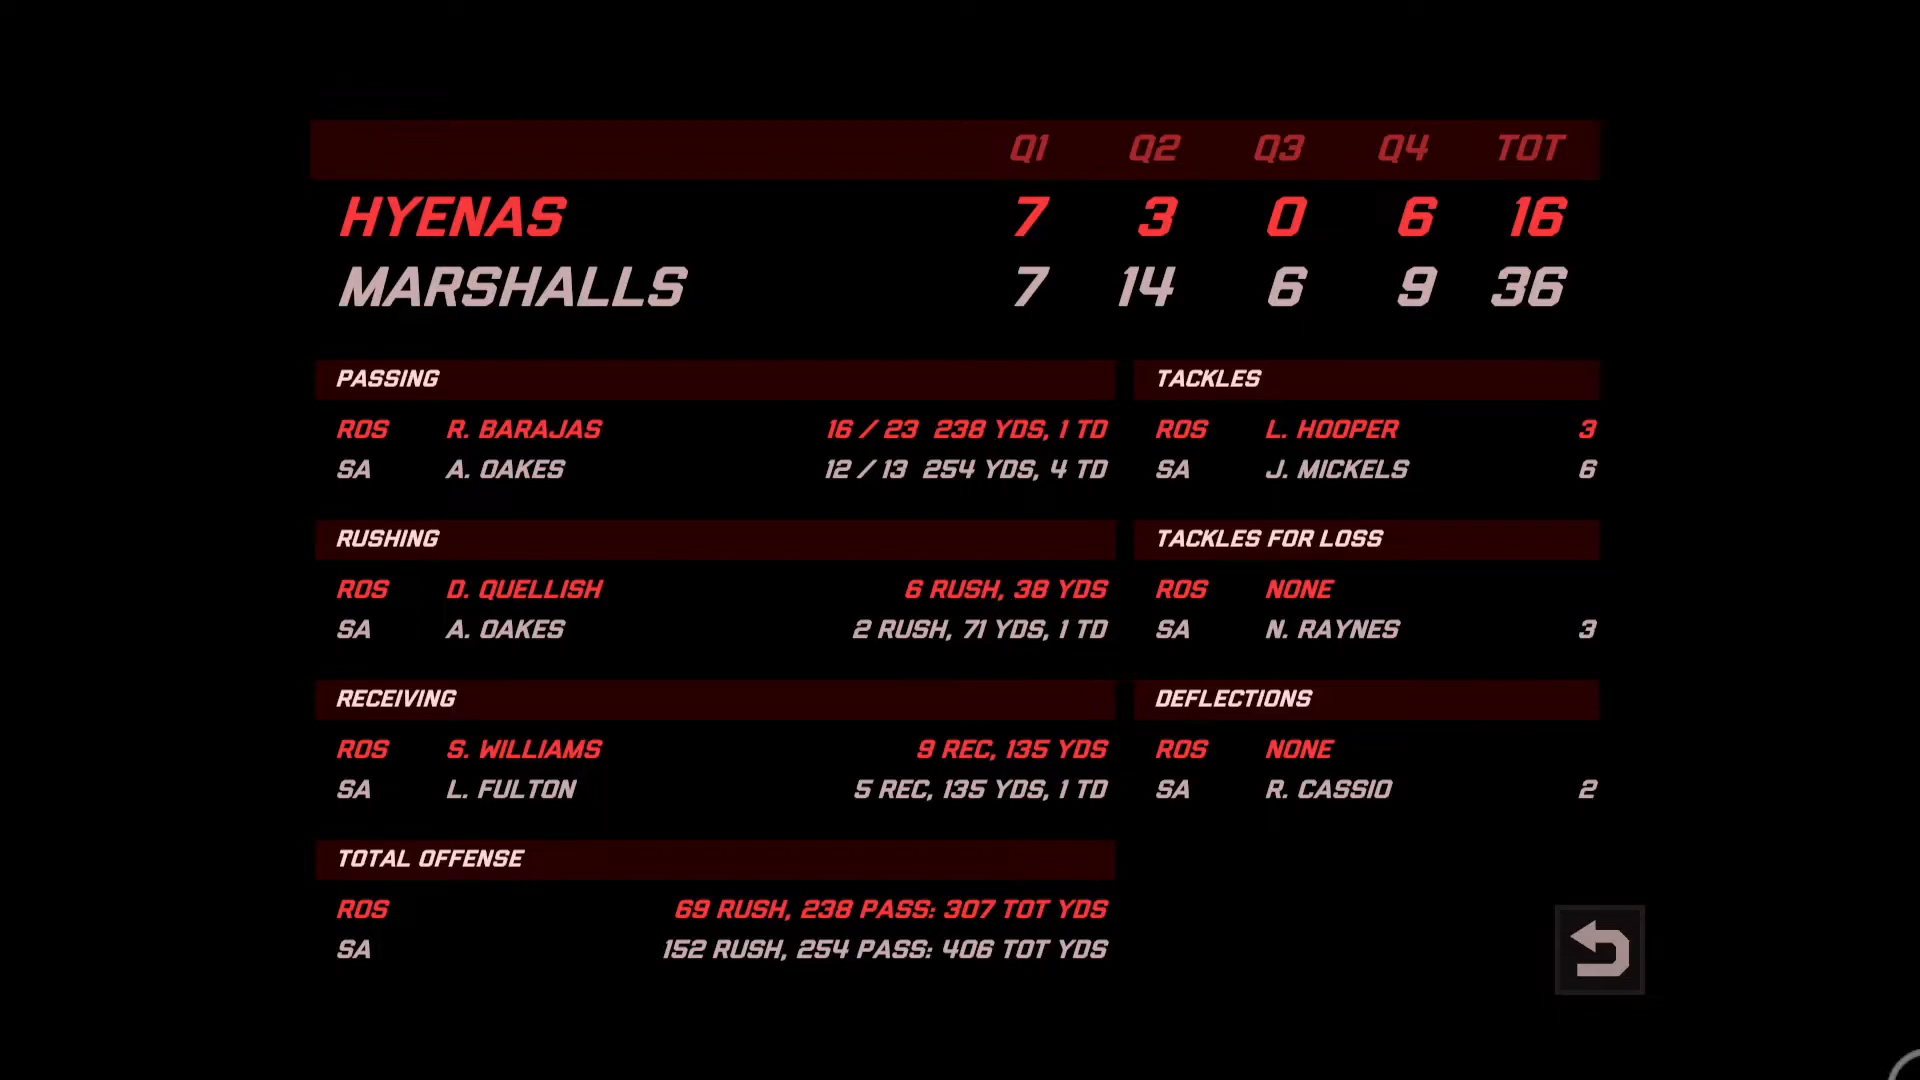 Q1 Q2 Q3 Q4 TOT
HYENAS 7 3 0 6 16
MARSHALLS 7 14 6 9 36
PASSING
ROS R. BARAJAS 16 / 23 238 YDS, 1 TD
SA A. OAKES 12 / 13 254 YDS, 4 TD
RUSHING
ROS D. QUELLISH 6 RUSH, 38 YDS
SA A. OAKES 2 RUSH, 71 YDS, 1 TD
RECEIVING
ROS S. WILLIAMS 9 REC, 135 YDS
SA L. FULTON 5 REC, 135 YDS, 1 TD
TOTAL OFFENSE
ROS 69 RUSH, 238 PASS: 307 TOT YDS
SA 152 RUSH, 254 PASS: 406 TOT YDS
TACKLES
ROS L. HOOPER 3
SA J. MICKELS 6
TACKLES FOR LOSS
ROS NONE
SA N. RAYNES 3
DEFLECTIONS
ROS NONE
SA R. CASSIO 2